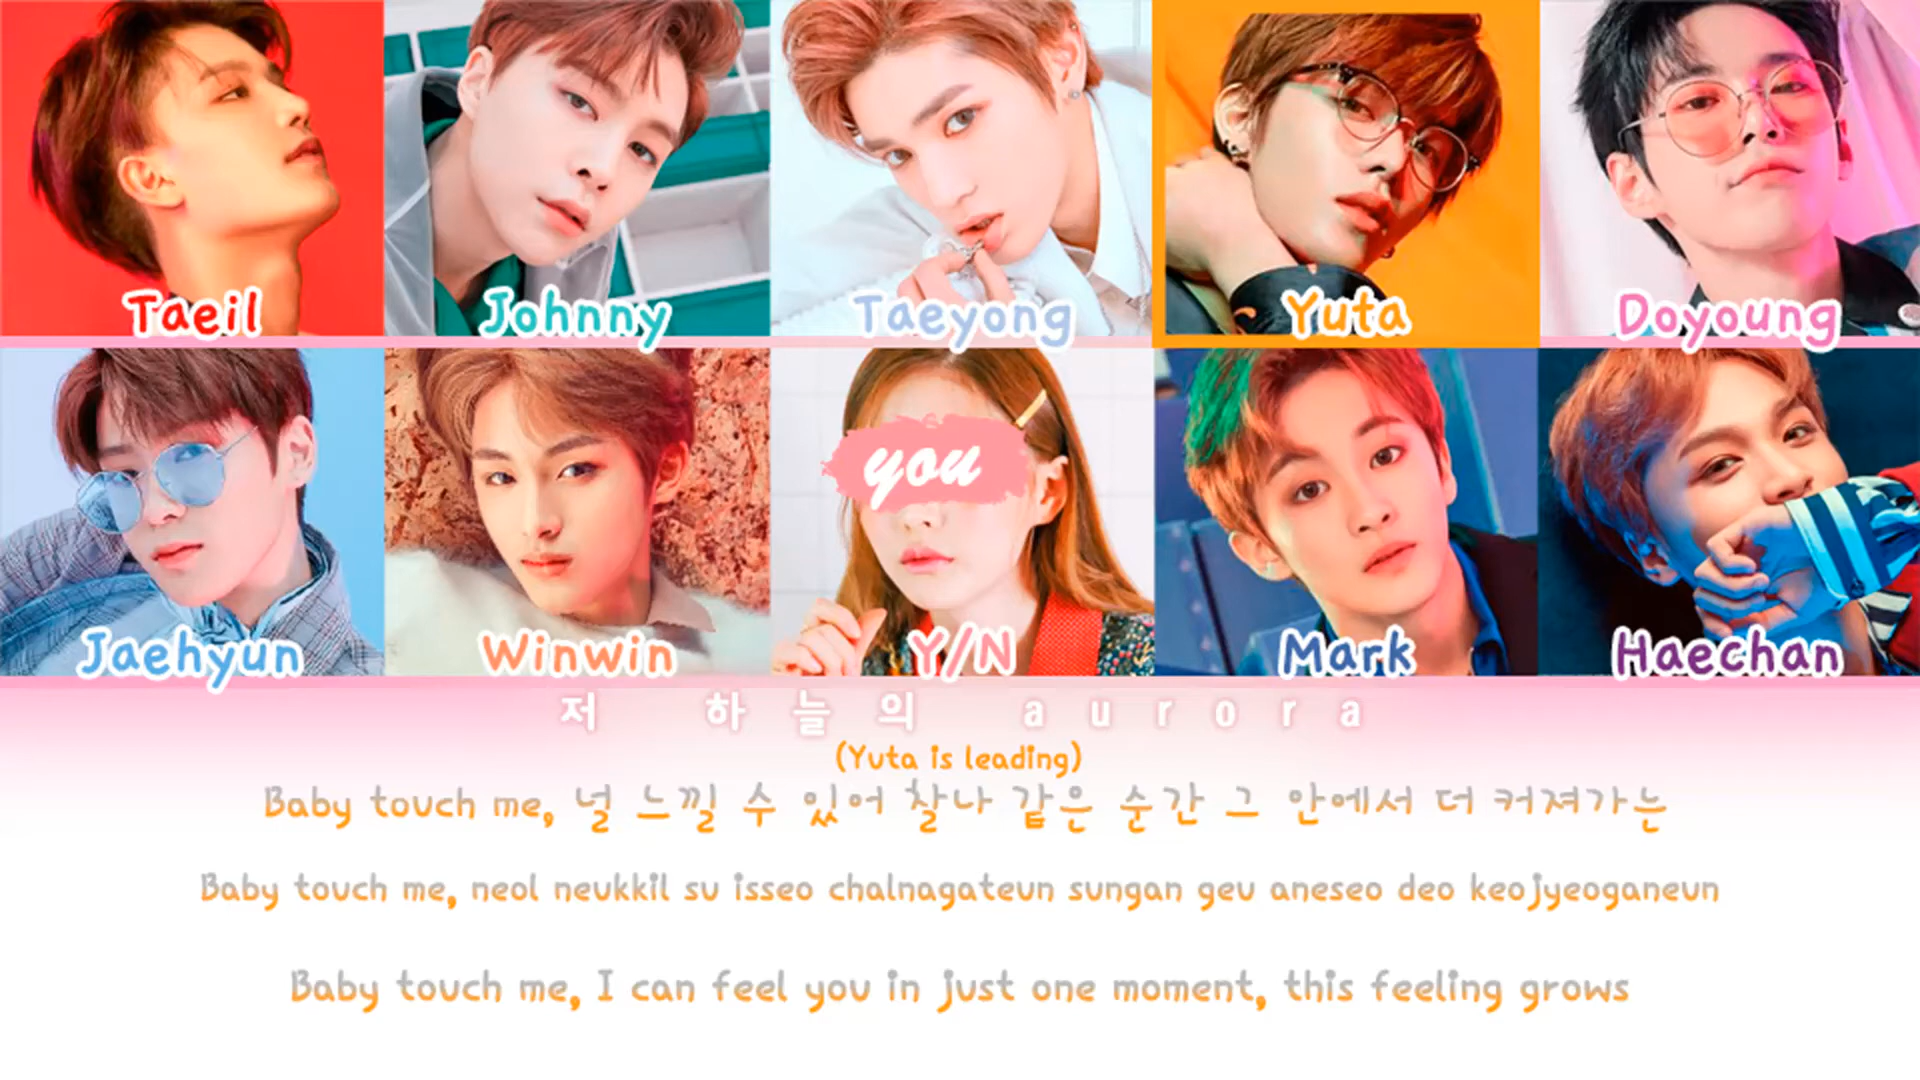 Taeil Johnny Taeyong Yuta Doyoung
you
Jaehyun Winwin Y/N Mark Haechan
저 하늘의 aurora
(Yuta is leading)
Baby touch me, 널 느낄 수 있어 찰나 같은 순간 그 안에서 더 커져가는
Baby touch me, neol neukkil su isseo chalnagateun sungan geu aneseo deo keojyeoganeun
Baby touch me, I can feel you in just one moment, this feeling grows